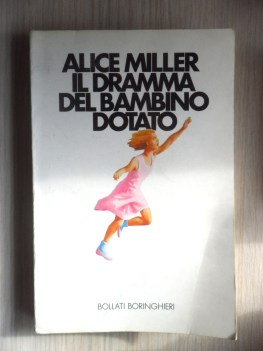 ALICE MILLER
IL DRAMMA
DEL BAMBINO
DOTATO
BOLLATI BORINGHIERI